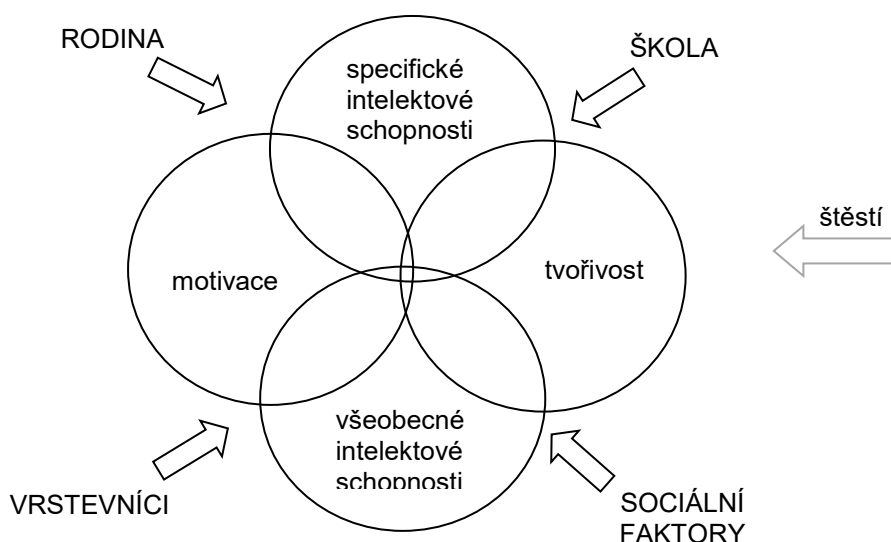 RODINA
ŠKOLA
specifické
intelektové
schopnosti
štěstí
motivace
tvořivost
všeobecné
intelektové
schopnosti
VRSTEVNÍCI
SOCIÁLNÍ
FAKTORY